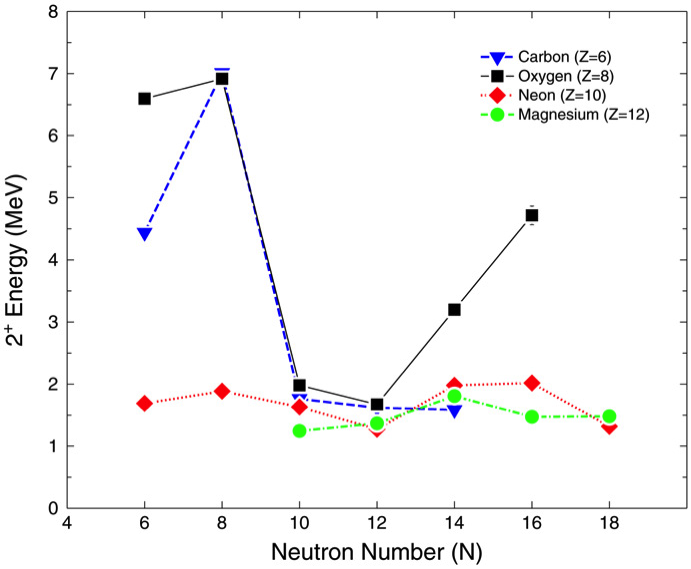 8
7
6
5
4
3
2
1
0
4 6 8 10 12 14 16 18
2⁺ Energy (MeV)
Neutron Number (N)
Carbon (Z=6)
Oxygen (Z=8)
Neon (Z=10)
Magnesium (Z=12)